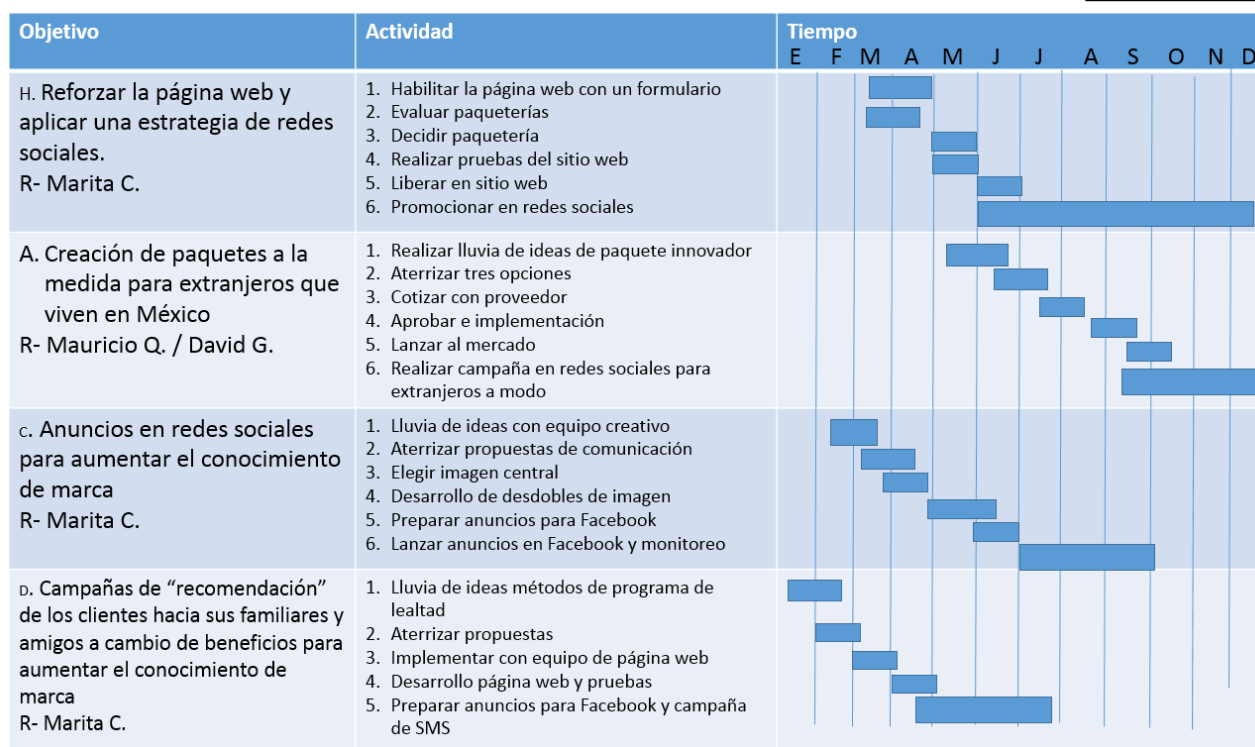 Objetivo
Actividad
Tiempo
E F M A M J J A S O N D
H. Reforzar la página web y
aplicar una estrategia de redes
sociales.
R- Marita C.
1. Habilitar la página web con un formulario
2. Evaluar paqueterías
3. Decidir paquetería
4. Realizar pruebas del sitio web
5. Liberar en sitio web
6. Promocionar en redes sociales
A. Creación de paquetes a la
medida para extranjeros que
viven en México
R- Mauricio Q. / David G.
1. Realizar lluvia de ideas de paquete innovador
2. Aterrizar tres opciones
3. Cotizar con proveedor
4. Aprobar e implementación
5. Lanzar al mercado
6. Realizar campaña en redes sociales para
extranjeros a modo
C. Anuncios en redes sociales
para aumentar el conocimiento
de marca
R- Marita C.
1. Lluvia de ideas con equipo creativo
2. Aterrizar propuestas de comunicación
3. Elegir imagen central
4. Desarrollo de desdobles de imagen
5. Preparar anuncios para Facebook
6. Lanzar anuncios en Facebook y monitoreo
D. Campañas de “recomendación”
de los clientes hacia sus familiares y
amigos a cambio de beneficios para
aumentar el conocimiento de
marca
R- Marita C.
1. Lluvia de ideas métodos de programa de
lealtad
2. Aterrizar propuestas
3. Implementar con equipo de página web
4. Desarrollo página web y pruebas
5. Preparar anuncios para Facebook y campaña
de SMS